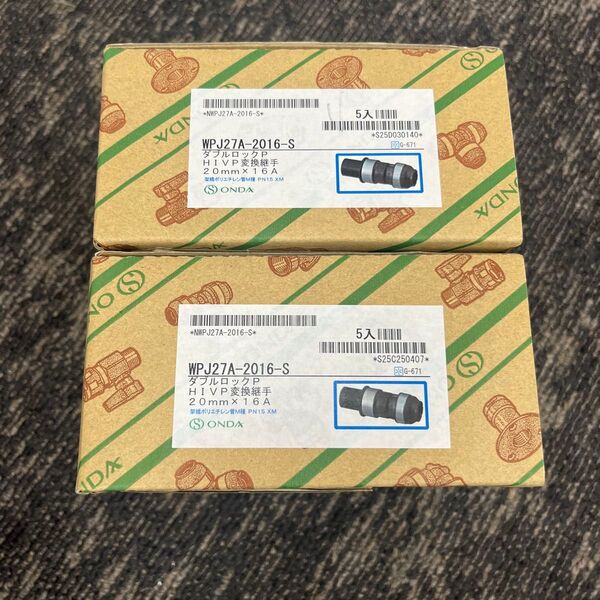 ONDA
*NWPJ27A-2016-S*
5入
*S25D030140*
WPJ27A-2016-S
G-671
ダブルロックP
HIVP変換継手
20mm×16A
架橋ポリエチレン管M種 PN15 XM
ONDA
ONDA
*NWPJ27A-2016-S*
5入
*S25C250407*
WPJ27A-2016-S
G-671
ダブルロックP
HIVP変換継手
20mm×16A
架橋ポリエチレン管M種 PN15 XM
ONDA